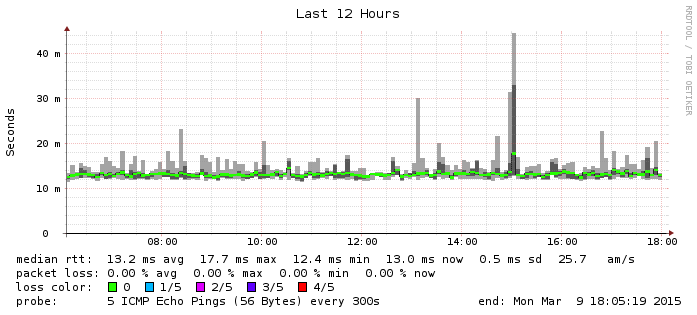 Last 12 Hours
RRDTOOL / TOBI OETIKER
Seconds
40 m
30 m
20 m
10 m
0
08:00 10:00 12:00 14:00 16:00 18:00
median rtt: 13.2 ms avg 17.7 ms max 12.4 ms min 13.0 ms now 0.5 ms sd 25.7 am/s
packet loss: 0.00 % avg 0.00 % max 0.00 % min 0.00 % now
loss color: 0 1/5 2/5 3/5 4/5
probe: 5 ICMP Echo Pings (56 Bytes) every 300s end: Mon Mar 9 18:05:19 2015